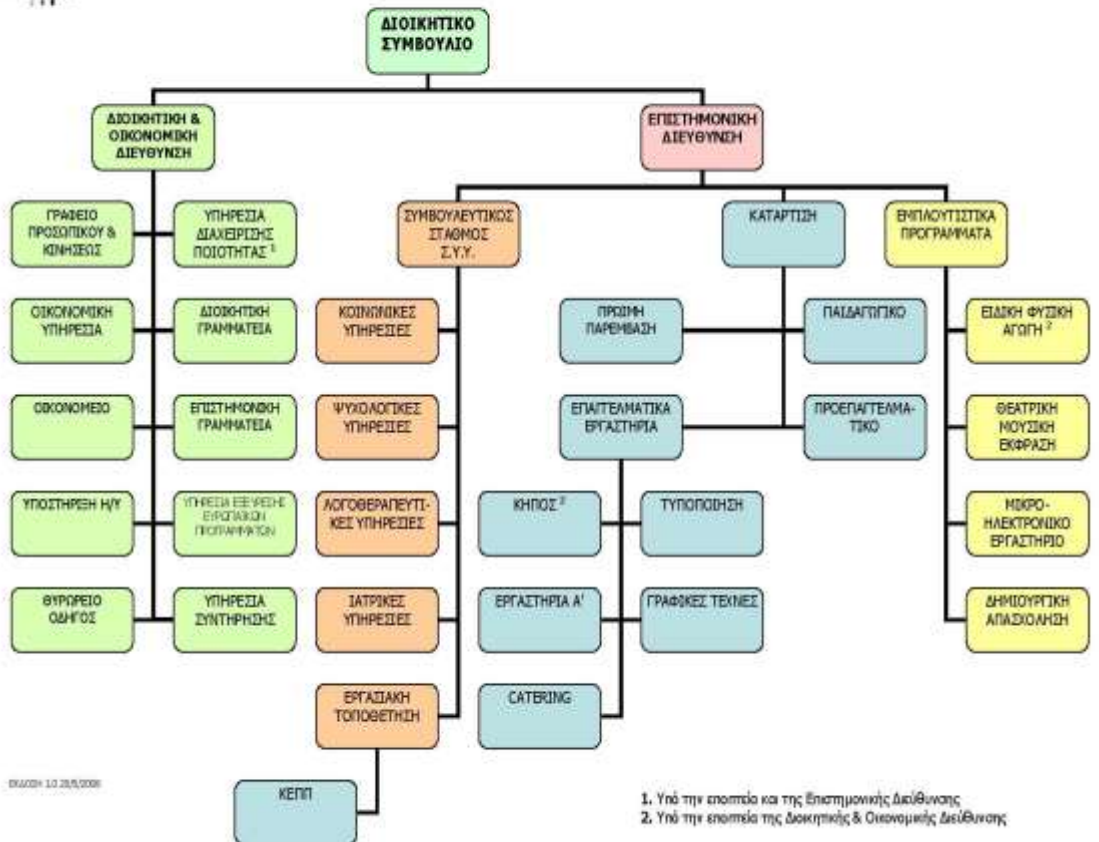 ΔΙΟΙΚΗΤΙΚΟ
ΣΥΜΒΟΥΛΙΟ
ΔΙΟΙΚΗΤΙΚΗ &
ΟΙΚΟΝΟΜΙΚΗ
ΔΙΕΥΘΥΝΣΗ
ΕΠΙΣΤΗΜΟΝΙΚΗ
ΔΙΕΥΘΥΝΣΗ
ΓΡΑΦΕΙΟ
ΠΡΟΣΩΠΙΚΟΥ &
ΚΙΝΗΣΕΩΣ
ΥΠΗΡΕΣΙΑ
ΔΙΑΧΕΙΡΙΣΗΣ
ΠΟΙΟΤΗΤΑΣ 1
ΣΥΜΒΟΥΛΕΥΤΙΚΟΣ
ΣΤΑΘΜΟΣ
Σ.Υ.Υ.
ΚΑΤΑΡΤΙΣΗ
ΕΜΠΛΟΥΤΙΣΤΙΚΑ
ΠΡΟΓΡΑΜΜΑΤΑ
ΟΙΚΟΝΟΜΙΚΗ
ΥΠΗΡΕΣΙΑ
ΔΙΟΙΚΗΤΙΚΗ
ΓΡΑΜΜΑΤΕΙΑ
ΚΟΙΝΩΝΙΚΕΣ
ΥΠΗΡΕΣΙΕΣ
ΠΡΩΙΜΗ
ΠΑΡΕΜΒΑΣΗ
ΠΑΙΔΑΓΩΓΙΚΟ
ΕΙΔΙΚΗ ΦΥΣΙΚΗ
ΑΓΩΓΗ 2
ΟΙΚΟΝΟΜΕΙΟ
ΕΠΙΣΤΗΜΟΝΙΚΗ
ΓΡΑΜΜΑΤΕΙΑ
ΨΥΧΟΛΟΓΙΚΕΣ
ΥΠΗΡΕΣΙΕΣ
ΕΠΑΓΓΕΛΜΑΤΙΚΑ
ΕΡΓΑΣΤΗΡΙΑ
ΠΡΟΕΠΑΓΓΕΛΜΑ-
ΤΙΚΟ
ΘΕΑΤΡΙΚΗ
ΜΟΥΣΙΚΗ
ΕΚΦΡΑΣΗ
ΥΠΟΣΤΗΡΙΞΗ Η/Υ
ΥΠΗΡΕΣΙΑ ΕΞΕΥΡΕΣΗΣ
ΕΥΡΩΠΑΪΚΩΝ
ΠΡΟΓΡΑΜΜΑΤΩΝ
ΛΟΓΟΘΕΡΑΠΕΥΤΙ-
ΚΕΣ ΥΠΗΡΕΣΙΕΣ
ΚΗΠΟΣ 2
ΤΥΠΟΠΟΙΗΣΗ
ΜΙΚΡΟ-
ΗΛΕΚΤΡΟΝΙΚΟ
ΕΡΓΑΣΤΗΡΙΟ
ΘΥΡΩΡΕΙΟ
ΟΔΗΓΟΣ
ΥΠΗΡΕΣΙΑ
ΣΥΝΤΗΡΗΣΗΣ
ΙΑΤΡΙΚΕΣ
ΥΠΗΡΕΣΙΕΣ
ΕΡΓΑΣΤΗΡΙΑ Α'
ΓΡΑΦΙΚΕΣ ΤΕΧΝΕΣ
ΔΗΜΙΟΥΡΓΙΚΗ
ΑΠΑΣΧΟΛΗΣΗ
ΕΡΓΑΣΙΑΚΗ
ΤΟΠΟΘΕΤΗΣΗ
CATERING
ΚΕΠΠ
ΕΚΔΟΣΗ 1.0
1. Υπό την εποπτεία και της Επιστημονικής Διεύθυνσης
2. Υπό την εποπτεία της Διοικητικής & Οικονομικής Διεύθυνσης